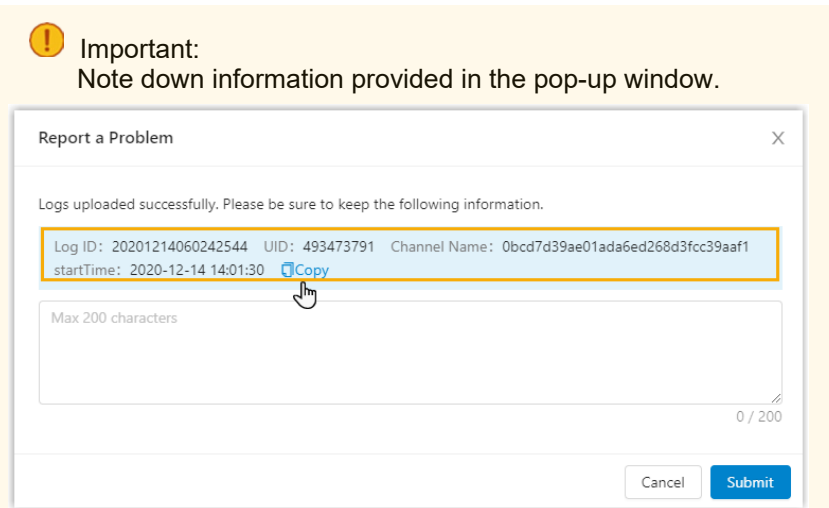 Important:
Note down information provided in the pop-up window.
Report a Problem
Logs uploaded successfully. Please be sure to keep the following information.
Log ID: 20201214060242544 UID: 493473791 Channel Name: 0bcd7d39ae01ada6ed268d3fcc39aaf1
startTime: 2020-12-14 14:01:30 Copy
Max 200 characters
0 / 200
Cancel Submit